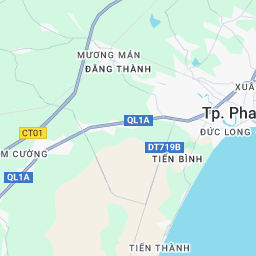 MƯƠNG MÁN
ĐĂNG THÀNH
XUÂ
QL1A
Tp. Pha
ĐỨC LONG
CT01
DT719B
M CƯỜNG
TIẾN BÌNH
QL1A
TIẾN THÀNH